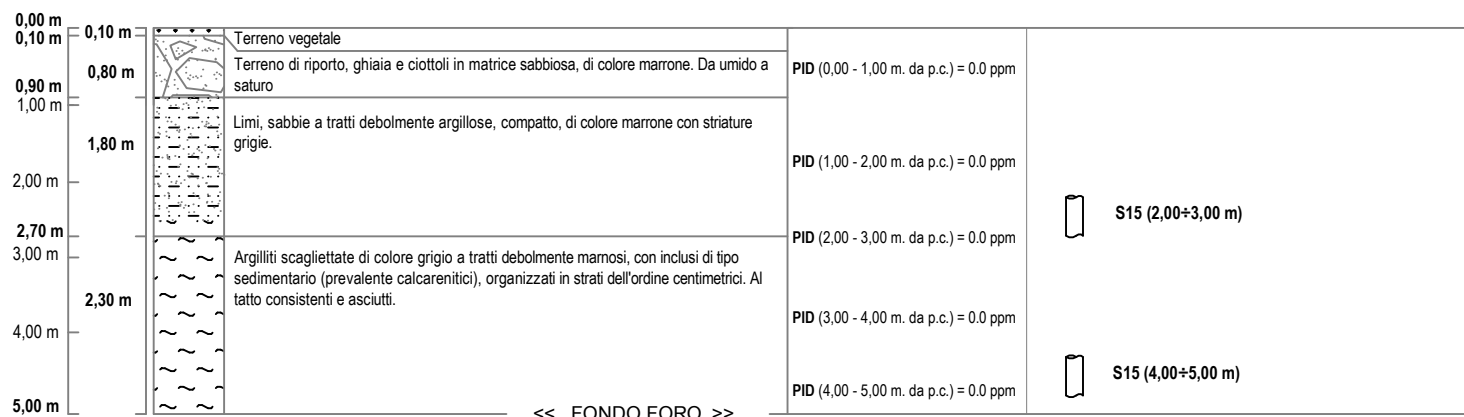 0,00 m
0,10 m
0,10 m
Terreno vegetale
Terreno di riporto, ghiaia e ciottoli in matrice sabbiosa, di colore marrone. Da umido a
saturo
0,80 m
PID (0,00 - 1,00 m. da p.c.) = 0.0 ppm
0,90 m
1,00 m
Limi, sabbie a tratti debolmente argillose, compatto, di colore marrone con striature
grigie.
1,80 m
PID (1,00 - 2,00 m. da p.c.) = 0.0 ppm
2,00 m
S15 (2,00÷3,00 m)
2,70 m
PID (2,00 - 3,00 m. da p.c.) = 0.0 ppm
3,00 m
Argilliti scagliettate di colore grigio a tratti debolmente marnosi, con inclusi di tipo
sedimentario (prevalente calcarenitici), organizzati in strati dell'ordine centimetrici. Al
tatto consistenti e asciutti.
2,30 m
PID (3,00 - 4,00 m. da p.c.) = 0.0 ppm
4,00 m
S15 (4,00÷5,00 m)
PID (4,00 - 5,00 m. da p.c.) = 0.0 ppm
5,00 m
<< FONDO FORO >>